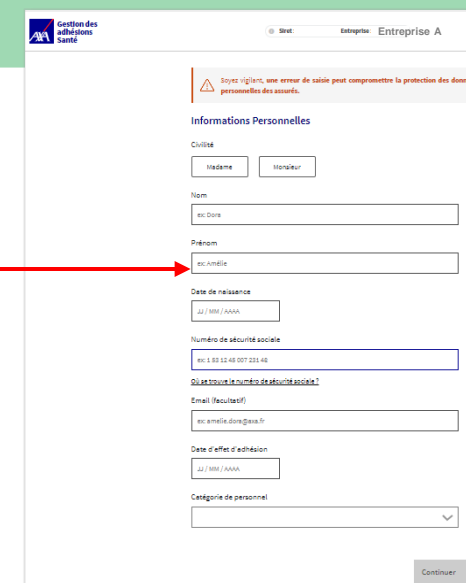 AXA
Gestion des
adhésions
Santé
Siret: Entreprise: Entreprise A
Soyez vigilant, une erreur de saisie peut compromettre la protection des donn
personnelles des assurés.
Informations Personnelles
Civilité
Madame Monsieur
Nom
ex: Dora
Prénom
ex: Amélie
Date de naissance
JJ / MM / AAAA
Numéro de sécurité sociale
ex: 1 53 12 45 007 231 46
Où se trouve le numéro de sécurité sociale ?
Email (facultatif)
ex: amelie.dora@axa.fr
Date d'effet d'adhésion
JJ / MM / AAAA
Catégorie de personnel
Continuer